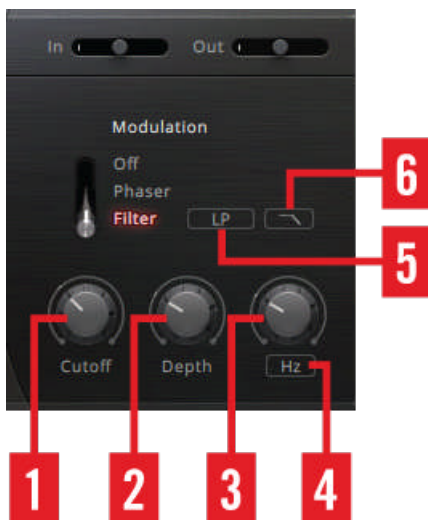 In Out
Modulation
Off
Phaser
Filter LP
6
5
Cutoff Depth Hz
1 2 3 4